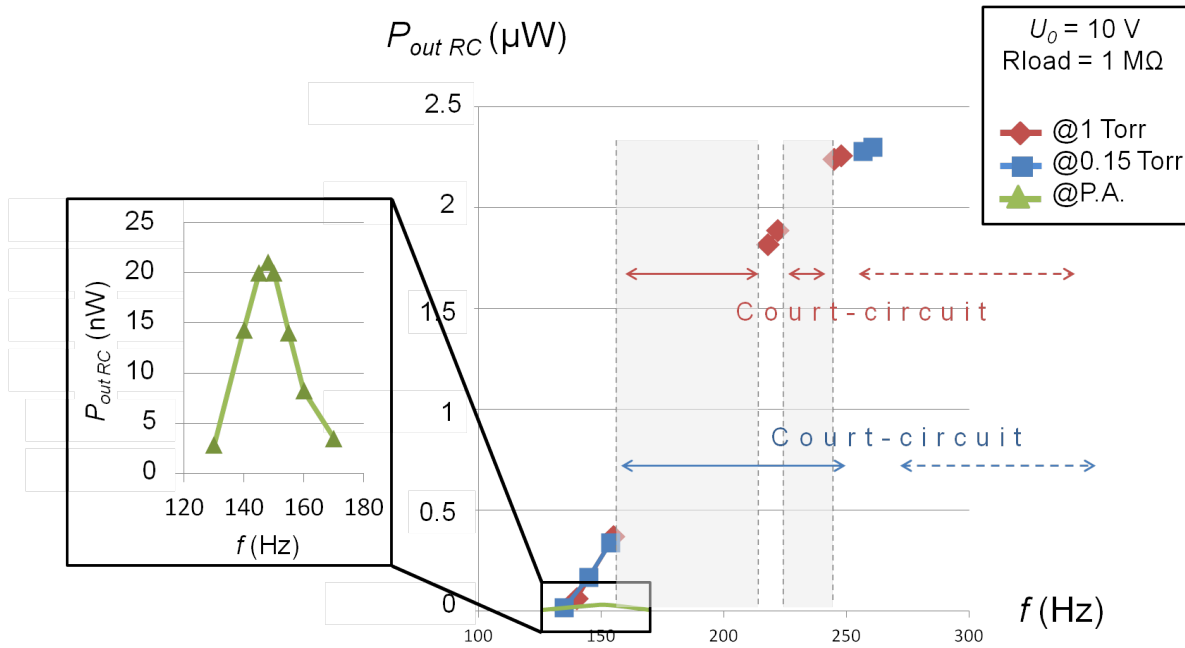 P_out RC (µW)
U_0 = 10 V
Rload = 1 MΩ
@1 Torr
@0.15 Torr
@P.A.
2.5
2
1.5
1
0.5
0
100
150
200
250
300
f (Hz)
Court-circuit
Court-circuit
P_out RC (nW)
25
20
15
10
5
0
120
140
160
180
f (Hz)